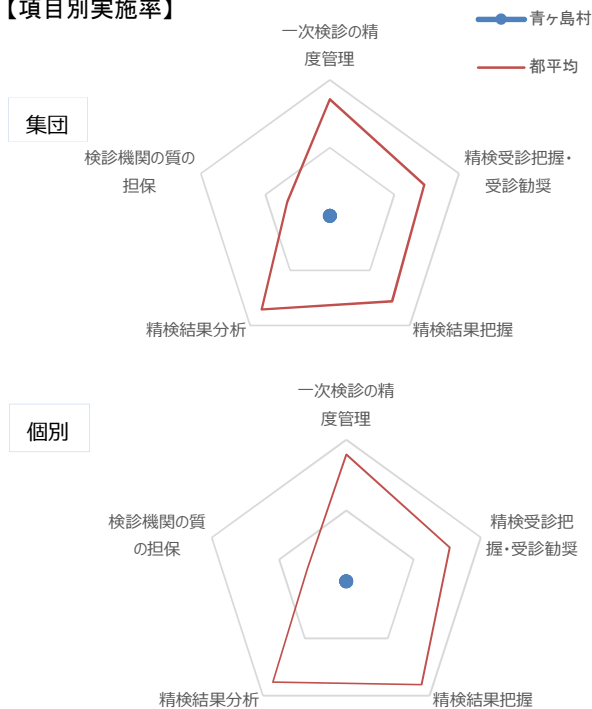 【項目別実施率】
青ヶ島村
都平均
集団
一次検診の精
度管理
精検受診把握・
受診勧奨
精検結果把握
精検結果分析
検診機関の質の
担保
個別
一次検診の精
度管理
精検受診把
握・受診勧奨
精検結果把握
精検結果分析
検診機関の質
の担保